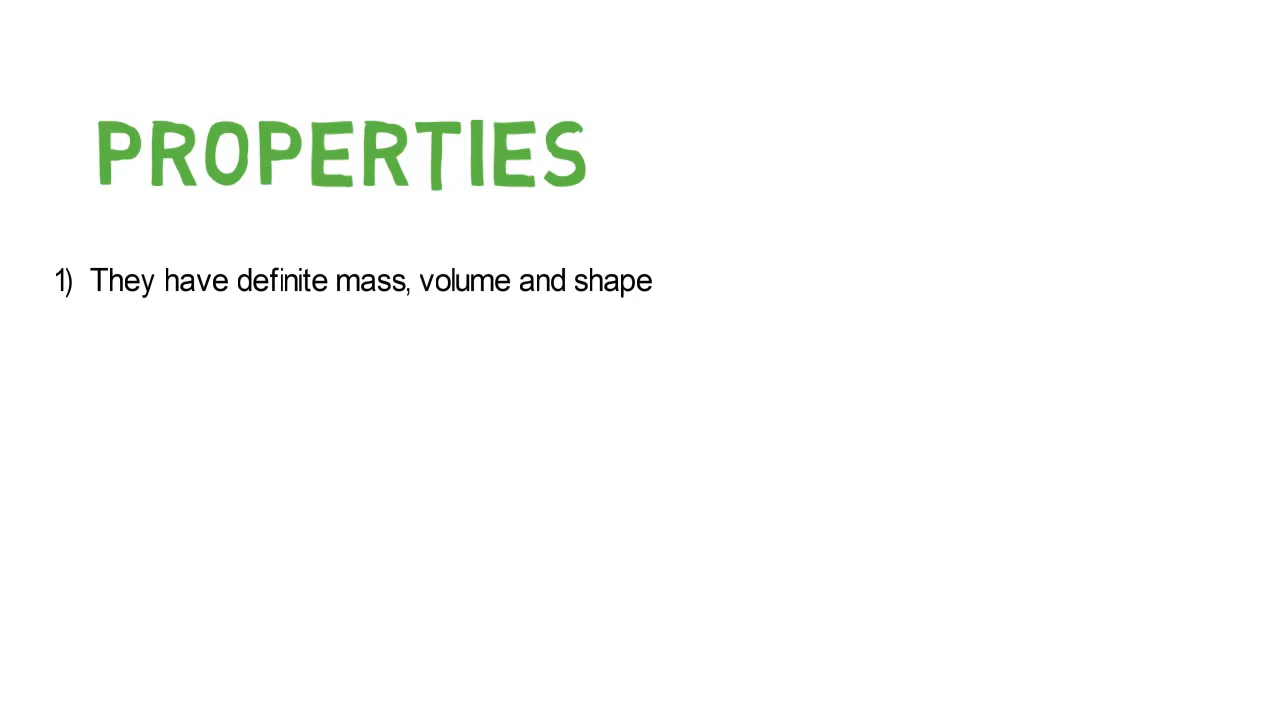 PROPERTIES
1) They have definite mass, volume and shape